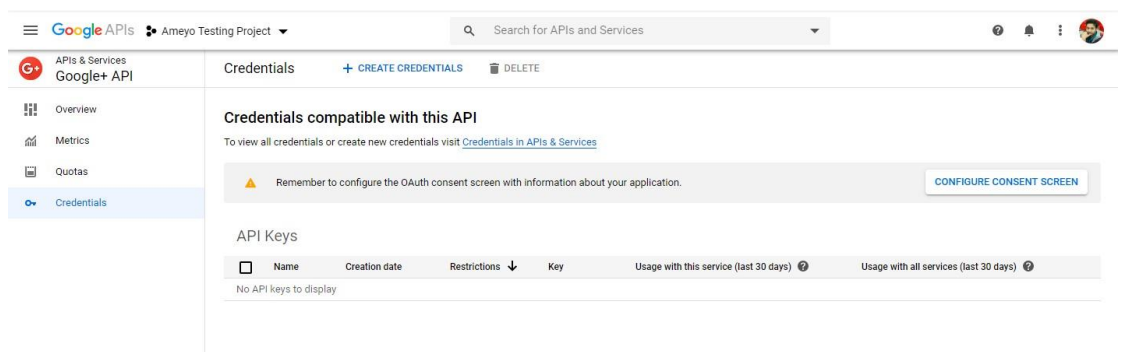 Google APIs Ameyo Testing Project Search for APIs and Services
G+ APIs & Services
Google+ API
Credentials + CREATE CREDENTIALS DELETE
Overview
Metrics
Quotas
Credentials
Credentials compatible with this API
To view all credentials or create new credentials visit Credentials in APIs & Services
Remember to configure the OAuth consent screen with information about your application. CONFIGURE CONSENT SCREEN
API Keys
Name Creation date Restrictions Key Usage with this service (last 30 days) Usage with all services (last 30 days)
No API keys to display